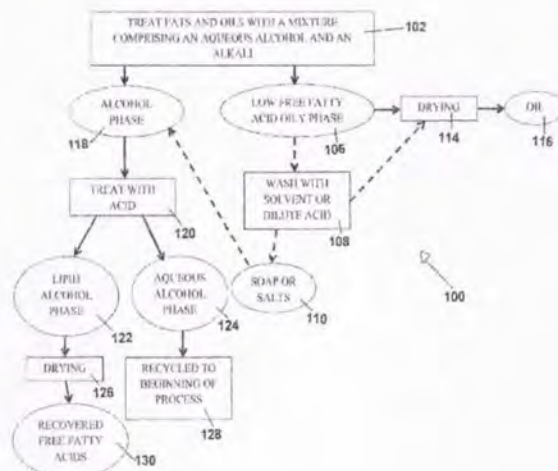 TREAT FATS AND OILS WITH A MIXTURE
COMPRISING AN AQUEOUS ALCOHOL AND AN
ALKALI
102
ALCOHOL
PHASE
118
LOW FREE FATTY
ACID OILY PHASE
106
DRYING
114
OIL
116
TREAT WITH
ACID
120
WASH WITH
SOLVENT OR
DILUTE ACID
108
LIPID
ALCOHOL
PHASE
122
AQUEOUS
ALCOHOL
PHASE
124
SOAP OR
SALTS
110
100
DRYING
126
RECYCLED TO
BEGINNING OF
PROCESS
128
RECOVERED
FREE FATTY
ACIDS
130